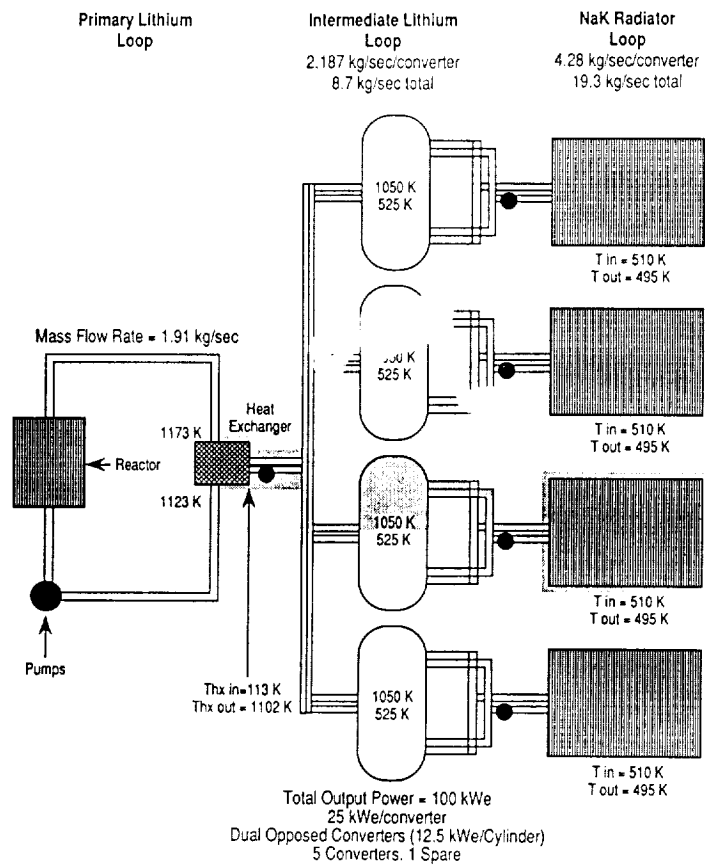 Primary Lithium
Loop
Intermediate Lithium
Loop
2.187 kg/sec/converter
8.7 kg/sec total
NaK Radiator
Loop
4.28 kg/sec/converter
19.3 kg/sec total
1050 K
525 K
T in = 510 K
T out = 495 K
Mass Flow Rate = 1.91 kg/sec
525 K
T in = 510 K
T out = 495 K
Heat
Exchanger
1173 K
Reactor
1123 K
1050 K
525 K
T in = 510 K
T out = 495 K
Pumps
Thx in=113 K
Thx out = 1102 K
1050 K
525 K
T in = 510 K
T out = 495 K
Total Output Power = 100 kWe
25 kWe/converter
Dual Opposed Converters (12.5 kWe/Cylinder)
5 Converters, 1 Spare